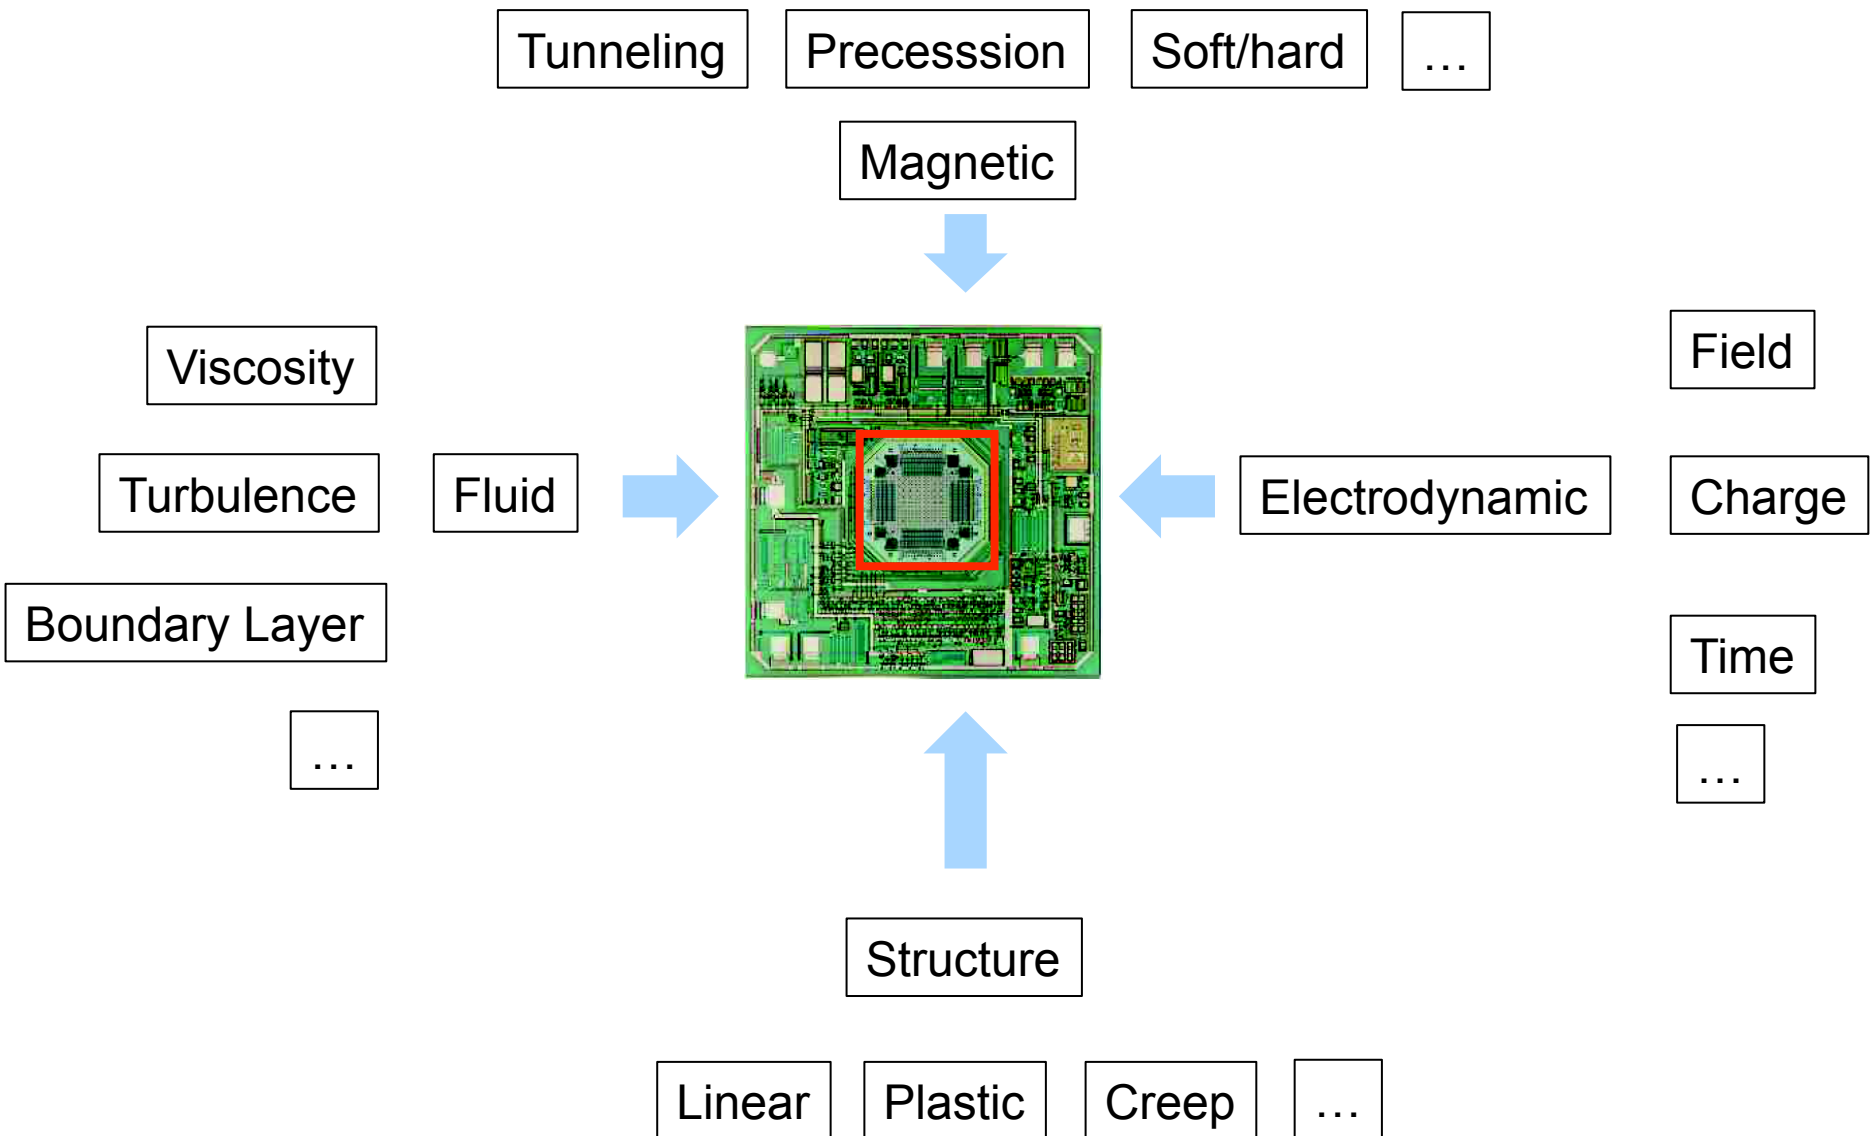 Tunneling
Precesssion
Soft/hard
…
Magnetic
Viscosity
Field
Turbulence
Fluid
Electrodynamic
Charge
Boundary Layer
Time
…
…
Structure
Linear
Plastic
Creep
…